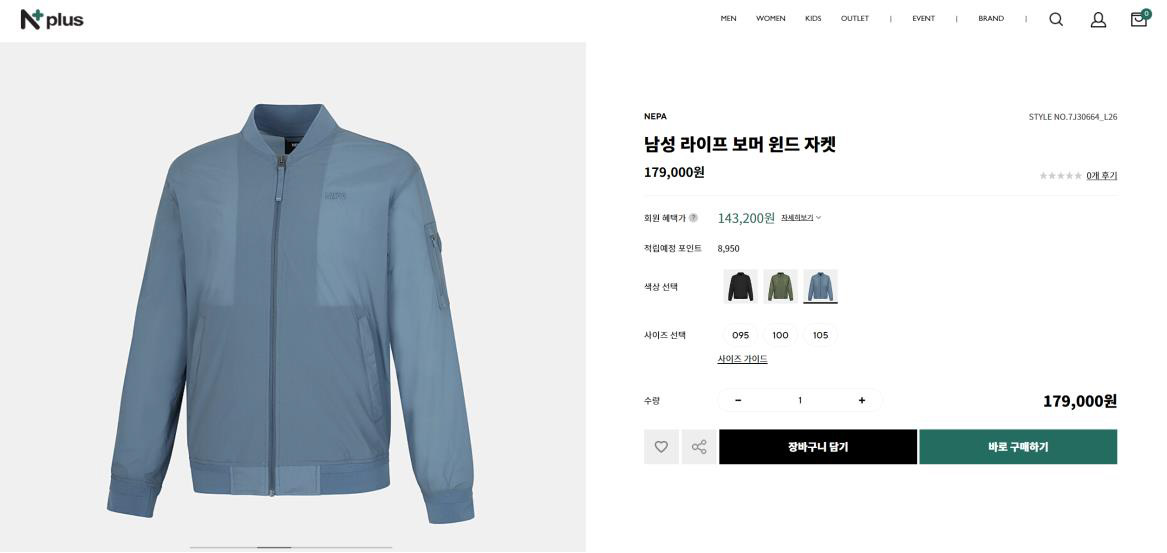 N plus
MEN WOMEN KIDS OUTLET | EVENT | BRAND |
0
NEPA
STYLE NO.7J30664_L26
남성 라이프 보머 윈드 자켓
179,000원
★★★★★ 0개 후기
회원 혜택가 ? 143,200원 자세히보기
적립예정 포인트 8,950
색상 선택
사이즈 선택 095 100 105
사이즈 가이드
수량 - 1 + 179,000원
장바구니 담기 바로 구매하기